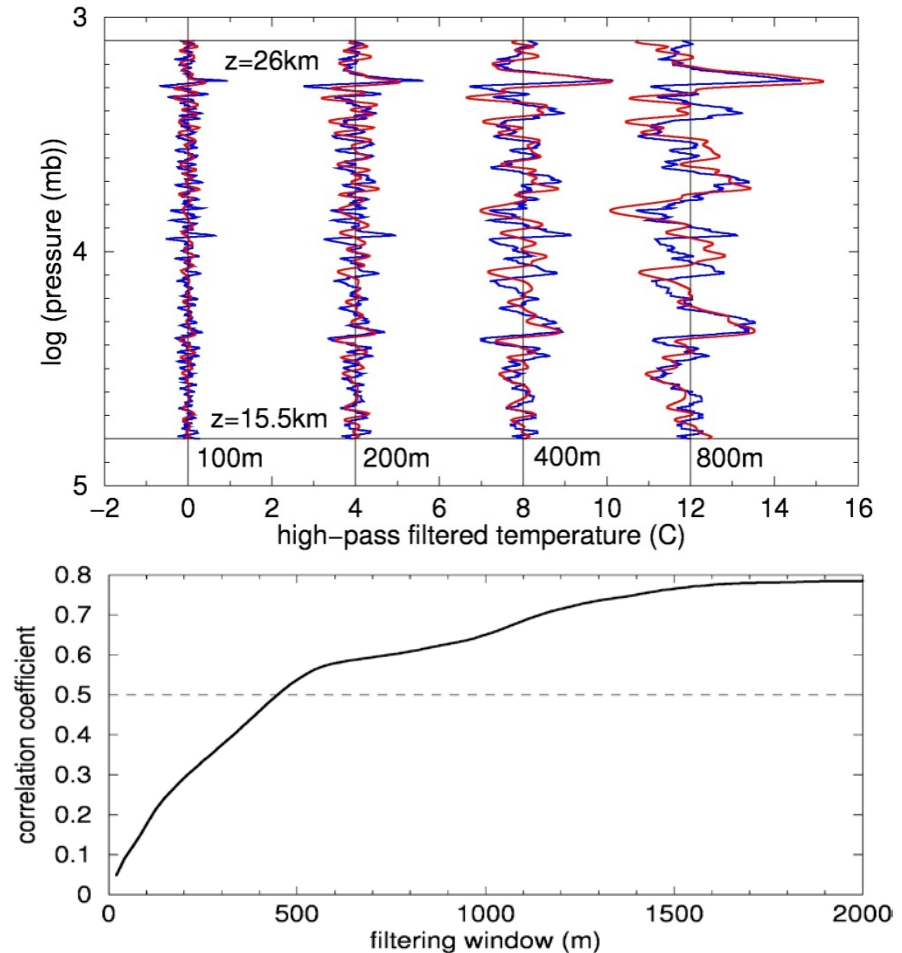 3
z=26km
4
log (pressure (mb))
z=15.5km
100m 200m 400m 800m
5
−2 0 2 4 6 8 10 12 14 16
high−pass filtered temperature (C)
0.8
0.7
0.6
0.5
0.4
0.3
0.2
0.1
0
correlation coefficient
0 500 1000 1500 2000
filtering window (m)